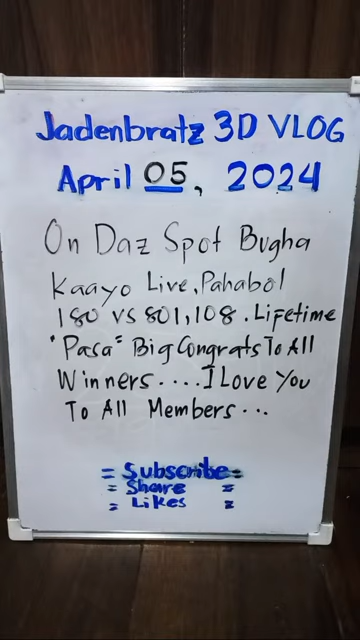 Jadenbratz 3D VLOG
April 05, 2024
On Daz Spot Bugha
Kaayo Live, Pahabol
180 VS 801,108. Lifetime
"Pasa" Big Congrats To All
Winners.... I Love You
To All Members...
= Subscribe =
= Share =
= Likes =